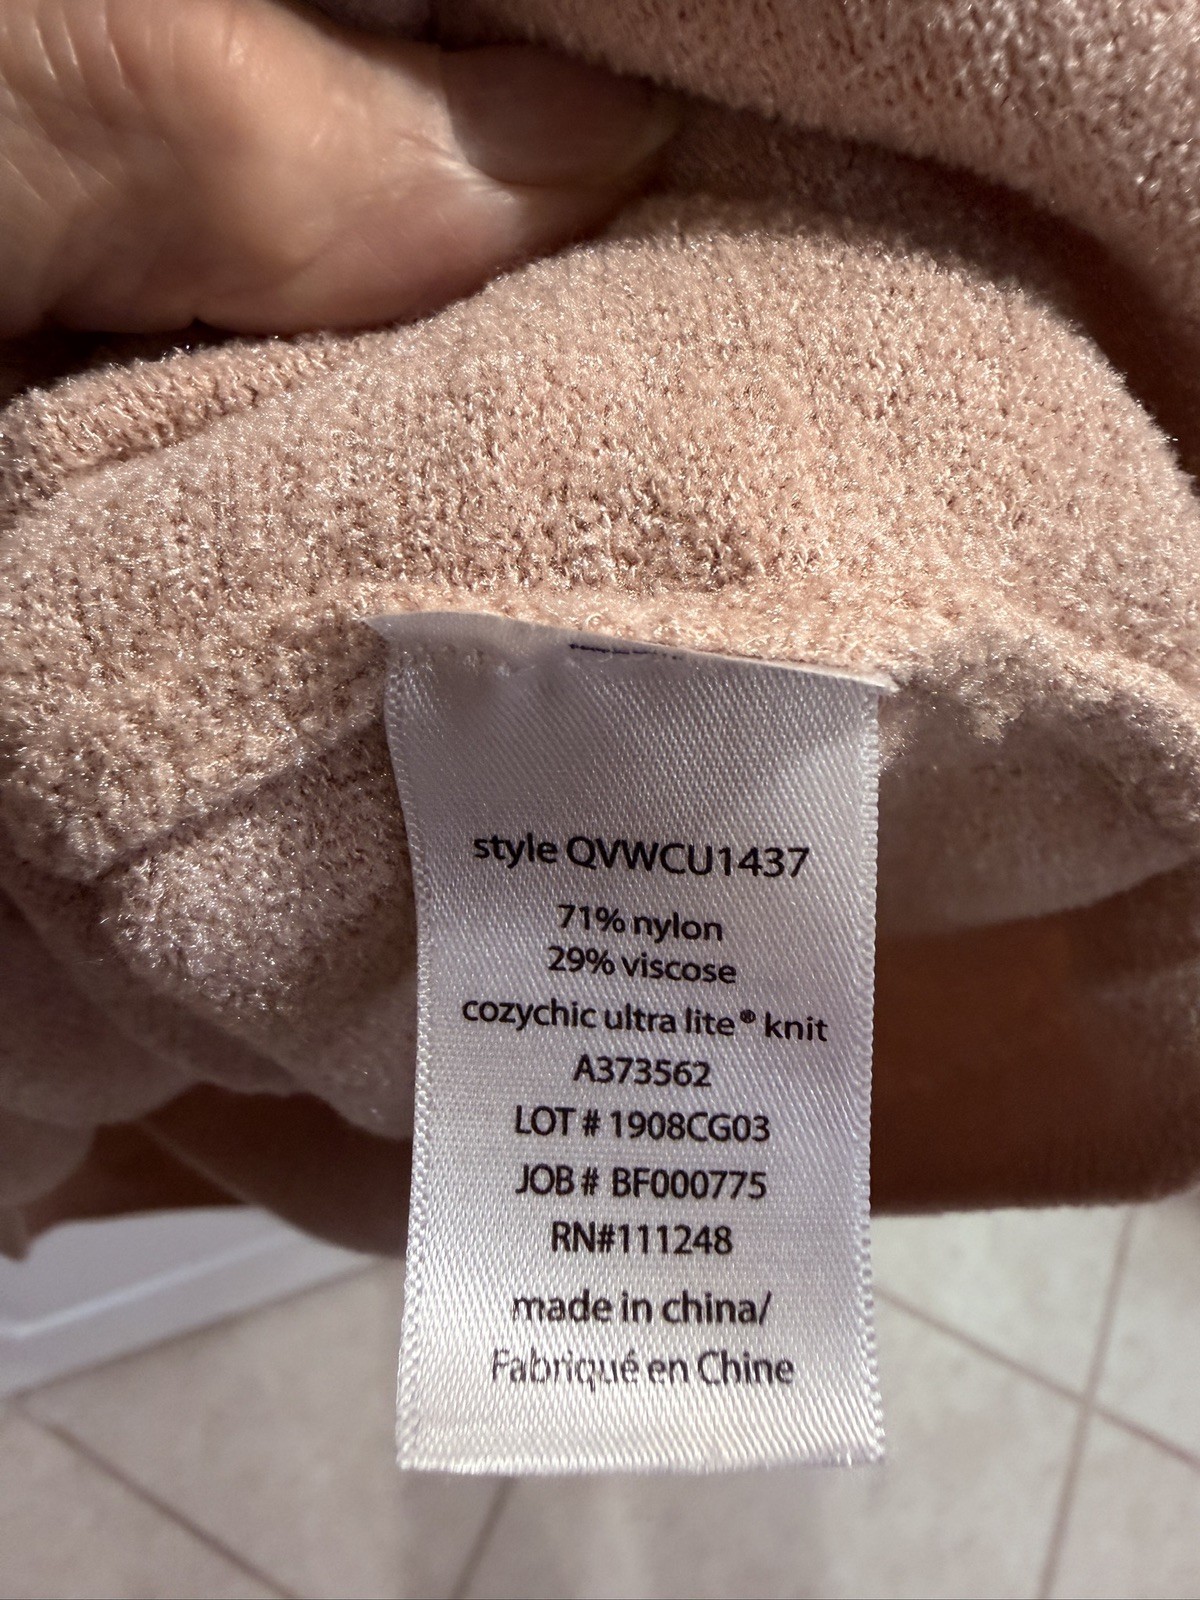 style QVWCU1437
71% nylon
29% viscose
cozychic ultra lite® knit
A373562
LOT # 1908CG03
JOB # BF000775
RN#111248
made in china/
Fabriqué en Chine